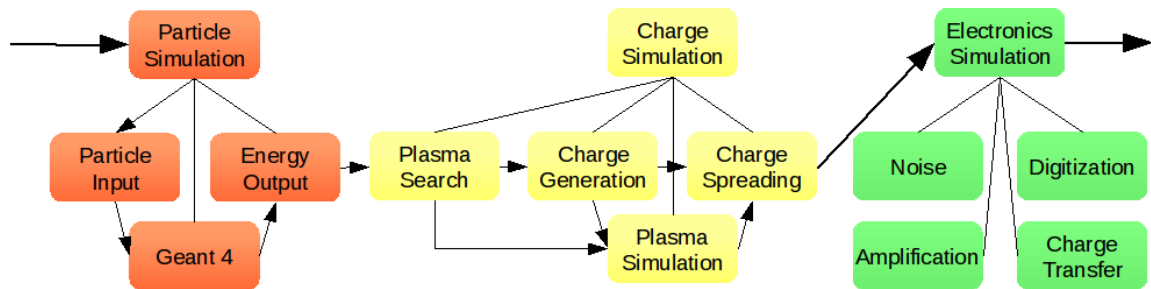 Particle
Simulation
Particle
Input
Energy
Output
Geant 4
Charge
Simulation
Plasma
Search
Charge
Generation
Charge
Spreading
Plasma
Simulation
Electronics
Simulation
Noise
Digitization
Amplification
Charge
Transfer